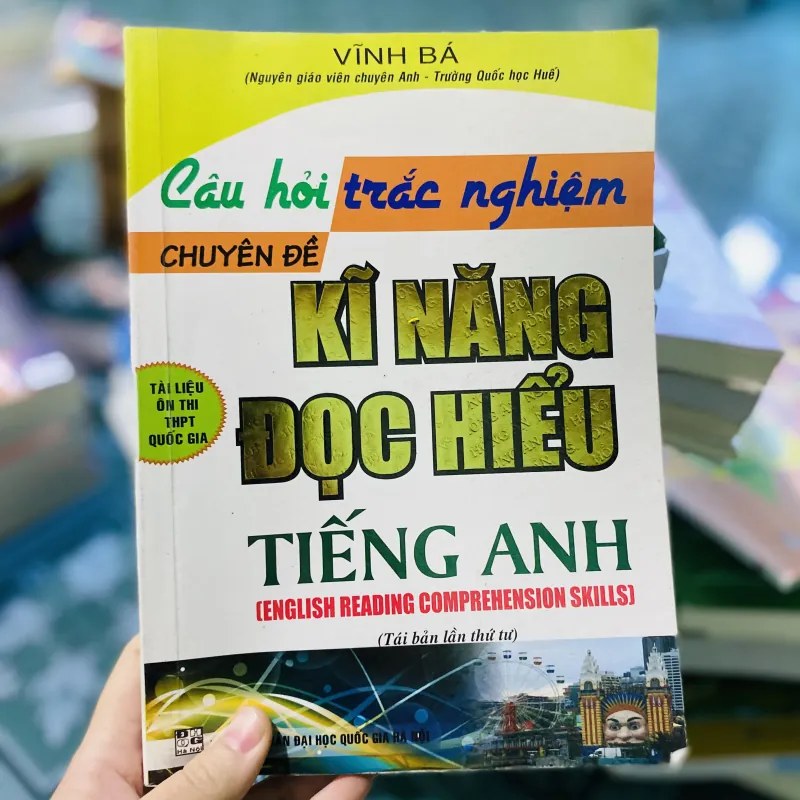 VĨNH BÁ
(Nguyên giáo viên chuyên Anh - Trường Quốc học Huế)
Câu hỏi trắc nghiệm
CHUYÊN ĐỀ
KĨ NĂNG
ĐỌC HIỂU
TÀI LIỆU
ÔN THI
THPT
QUỐC GIA
TIẾNG ANH
(ENGLISH READING COMPREHENSION SKILLS)
(Tái bản lần thứ tư)
Hà Nội
ĐẠI HỌC QUỐC GIA HÀ NỘI